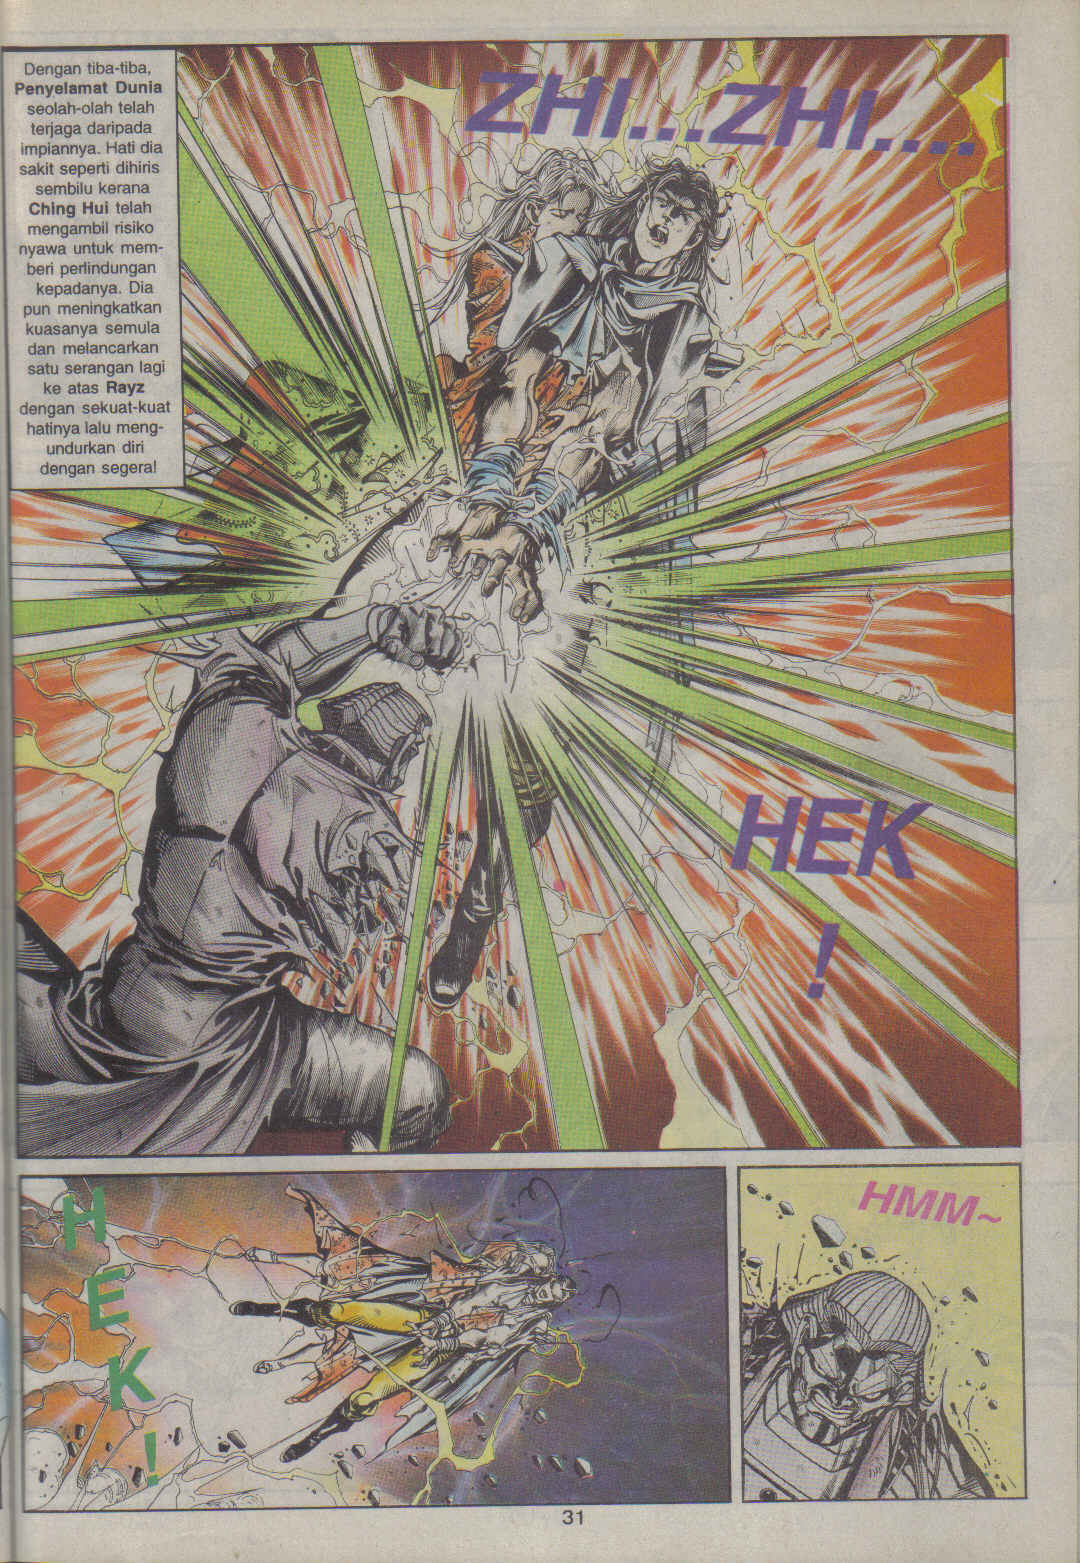 Dengan tiba-tiba,
Penyelamat Dunia
seolah-olah telah
terjaga daripada
impiannya. Hati dia
sakit seperti dihiris
sembilu kerana
Ching Hui telah
mengambil risiko
nyawa untuk mem-
beri perlindungan
kepadanya. Dia
pun meningkatkan
kuasanya semula
dan melancarkan
satu serangan lagi
ke atas Rayz
dengan sekuat-kuat
hatinya lalu meng-
undurkan diri
dengan segera!
ZHI...ZHI....
HEK
!
HEK!
HMM~
31